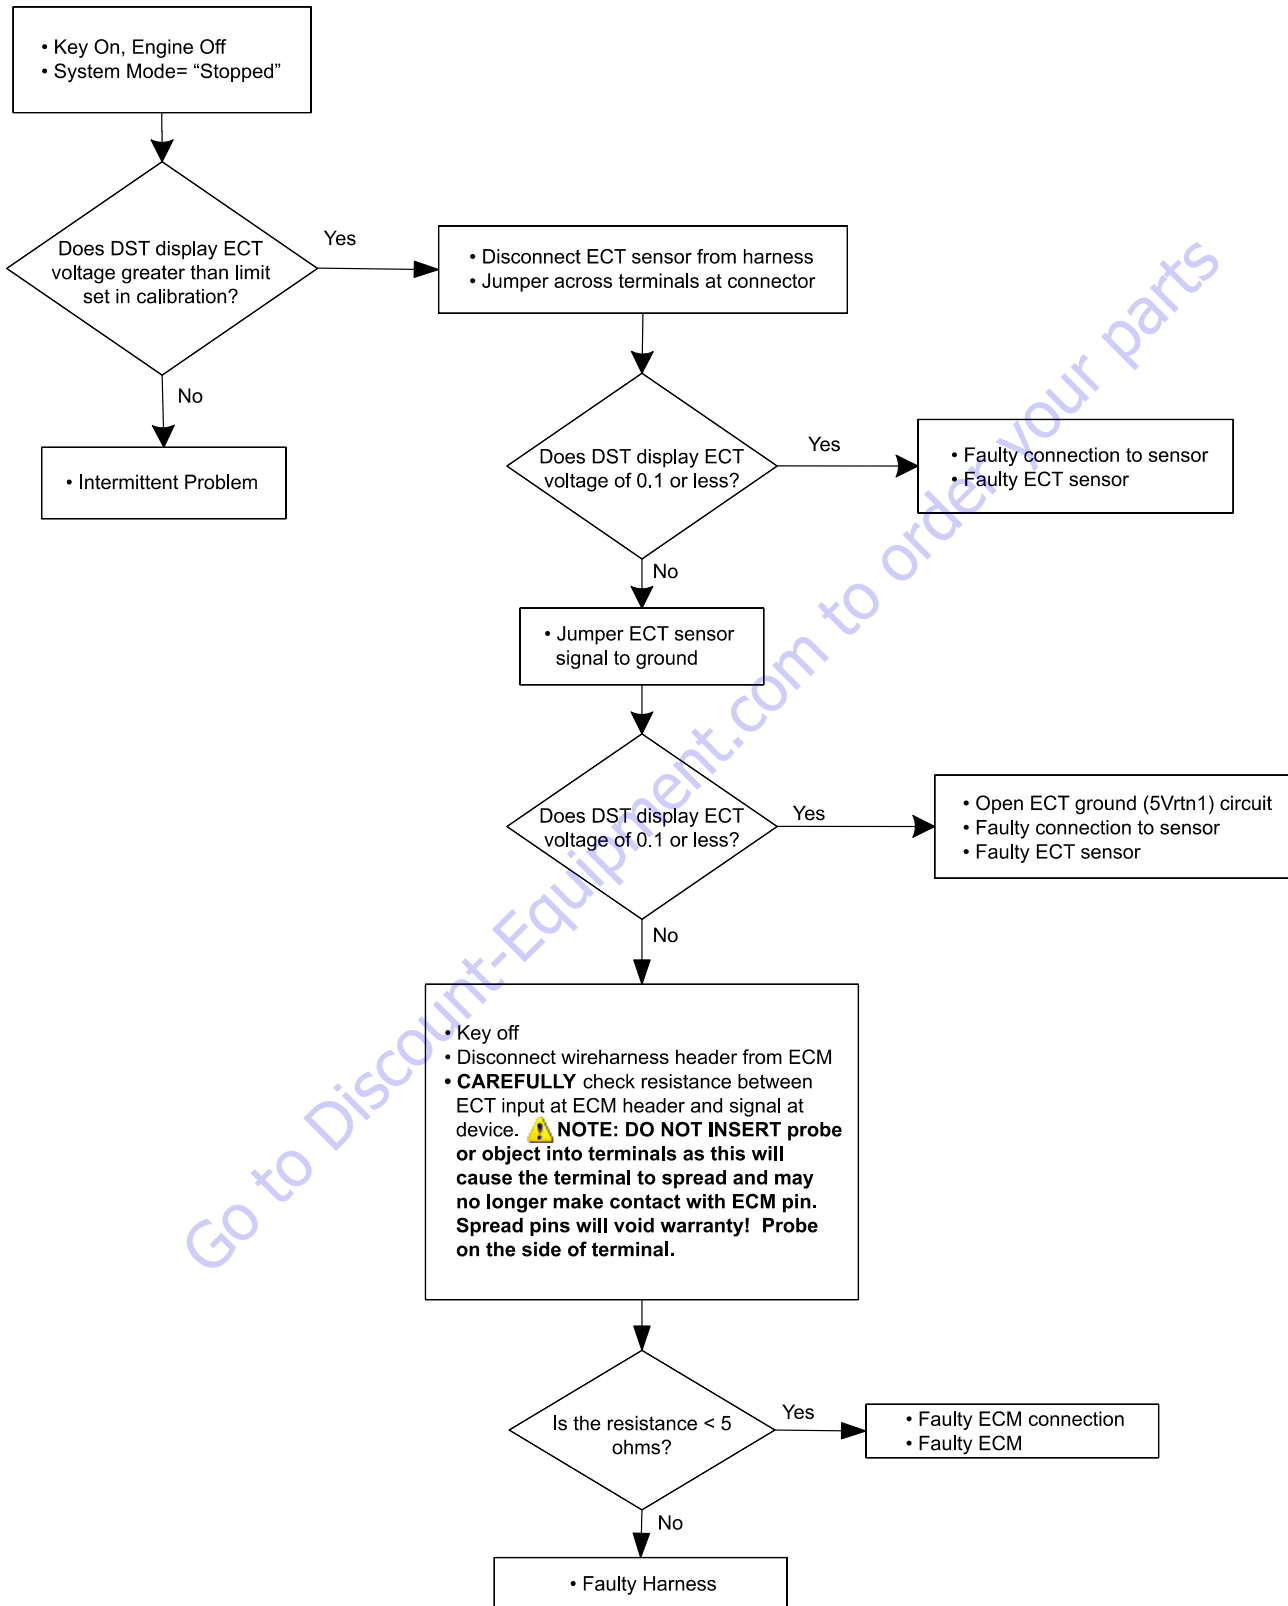 • Key On, Engine Off
• System Mode= “Stopped”
Does DST display ECT
voltage greater than limit
set in calibration?
Yes
• Disconnect ECT sensor from harness
• Jumper across terminals at connector
No
• Intermittent Problem
Does DST display ECT
voltage of 0.1 or less?
Yes
• Faulty connection to sensor
• Faulty ECT sensor
No
• Jumper ECT sensor
signal to ground
Does DST display ECT
voltage of 0.1 or less?
Yes
• Open ECT ground (5Vrtn1) circuit
• Faulty connection to sensor
• Faulty ECT sensor
No
• Key off
• Disconnect wireharness header from ECM
• CAREFULLY check resistance between
ECT input at ECM header and signal at
device. NOTE: DO NOT INSERT probe
or object into terminals as this will
cause the terminal to spread and may
no longer make contact with ECM pin.
Spread pins will void warranty! Probe
on the side of terminal.
Is the resistance < 5
ohms?
Yes
• Faulty ECM connection
• Faulty ECM
No
• Faulty Harness
Go to Discount-Equipment.com to order your parts